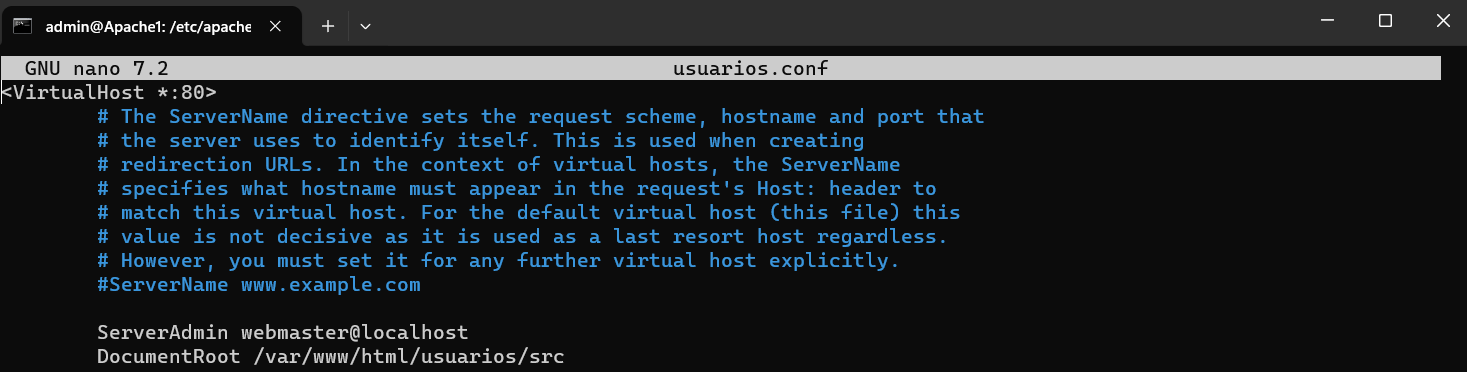 admin@Apache1: /etc/apache
GNU nano 7.2 usuarios.conf
<VirtualHost *:80>
# The ServerName directive sets the request scheme, hostname and port that
# the server uses to identify itself. This is used when creating
# redirection URLs. In the context of virtual hosts, the ServerName
# specifies what hostname must appear in the request's Host: header to
# match this virtual host. For the default virtual host (this file) this
# value is not decisive as it is used as a last resort host regardless.
# However, you must set it for any further virtual host explicitly.
#ServerName www.example.com
ServerAdmin webmaster@localhost
DocumentRoot /var/www/html/usuarios/src